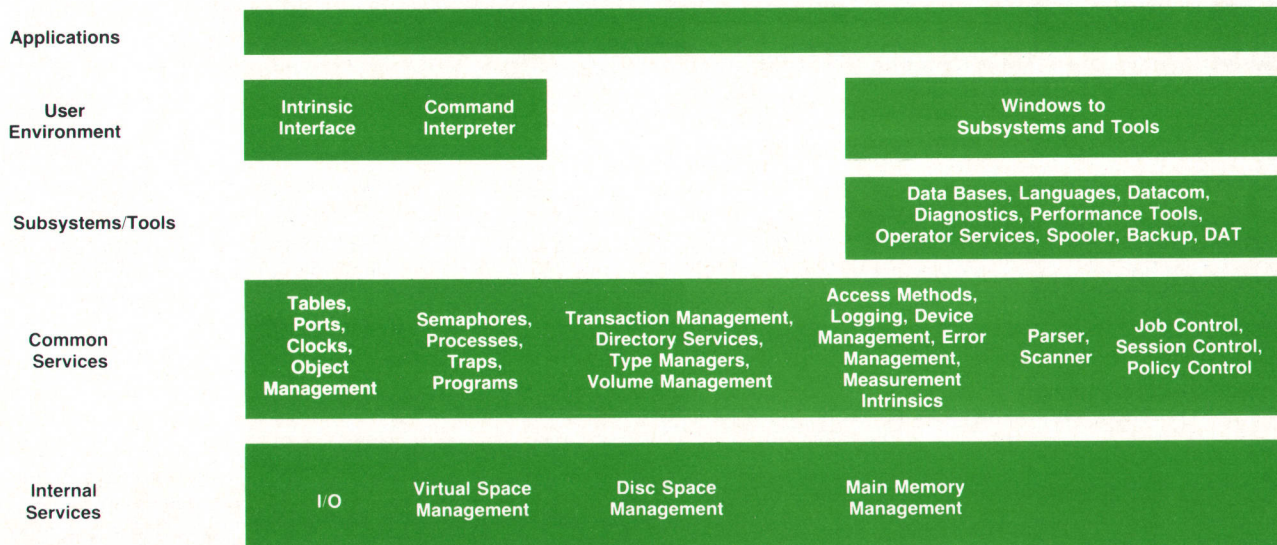 Applications
User
Environment
Intrinsic
Interface
Command
Interpreter
Windows to
Subsystems and Tools
Subsystems/Tools
Data Bases, Languages, Datacom,
Diagnostics, Performance Tools,
Operator Services, Spooler, Backup, DAT
Common
Services
Tables,
Ports,
Clocks,
Object
Management
Semaphores,
Processes,
Traps,
Programs
Transaction Management,
Directory Services,
Type Managers,
Volume Management
Access Methods,
Logging, Device
Management, Error
Management,
Measurement
Intrinsics
Parser,
Scanner
Job Control,
Session Control,
Policy Control
Internal
Services
I/O
Virtual Space
Management
Disc Space
Management
Main Memory
Management